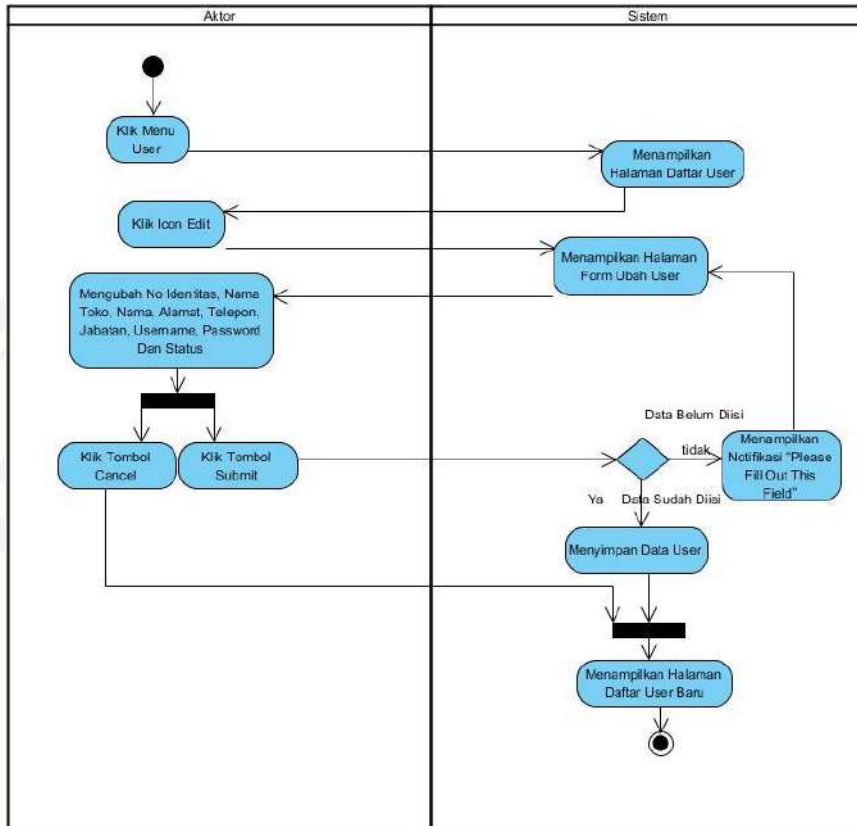 Aktor
Sistem
Klik Menu
User
Menampilkan
Halaman Daftar User
Klik Icon Edit
Menampilkan Halaman
Form Ubah User
Mengubah No Identitas, Nama
Toko, Nama, Alamat, Telepon,
Jabatan, Username, Password
Dan Status
Klik Tombol
Cancel
Klik Tombol
Submit
Data Belum Diisi
tidak
Menampilkan
Notifikasi "Please
Fill Out This
Field"
Ya Data Sudah Diisi
Menyimpan Data User
Menampilkan Halaman
Daftar User Baru